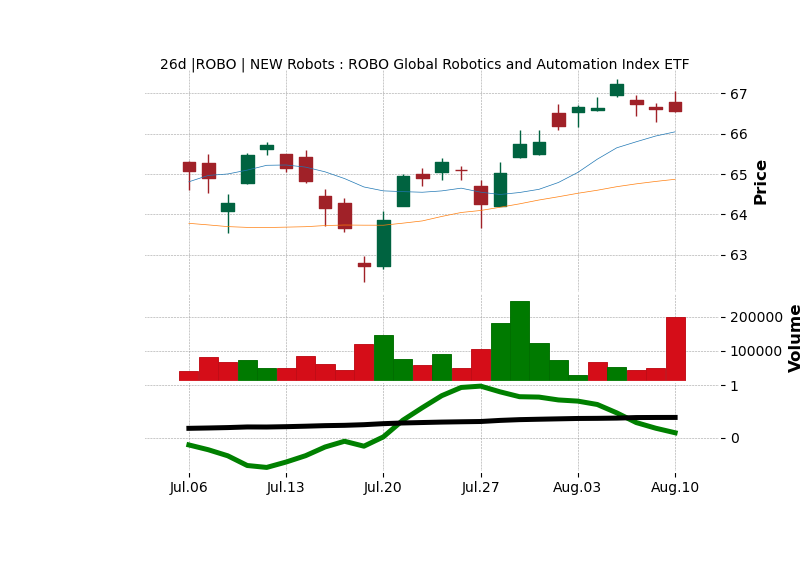 26d |ROBO | NEW Robots : ROBO Global Robotics and Automation Index ETF
67
66
65
64
63
Price
200000
100000
Volume
1
0
Jul.06 Jul.13 Jul.20 Jul.27 Aug.03 Aug.10